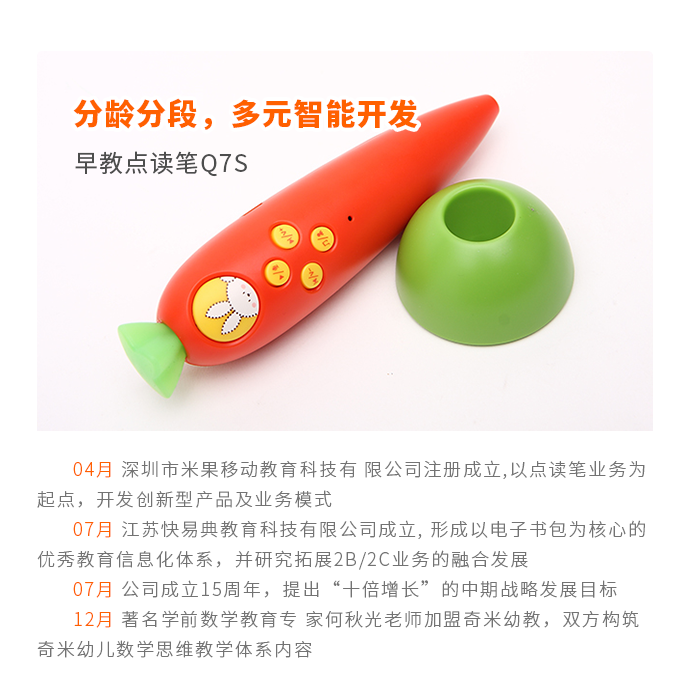 分龄分段，多元智能开发
早教点读笔Q7S
04月 深圳市米果移动教育科技有 限公司注册成立,以点读笔业务为
起点，开发创新型产品及业务模式
07月 江苏快易典教育科技有限公司成立, 形成以电子书包为核心的
优秀教育信息化体系，并研究拓展2B/2C业务的融合发展
07月 公司成立15周年，提出“十倍增长”的中期战略发展目标
12月 著名学前数学教育专 家何秋光老师加盟奇米幼教，双方构筑
奇米幼儿数学思维教学体系内容